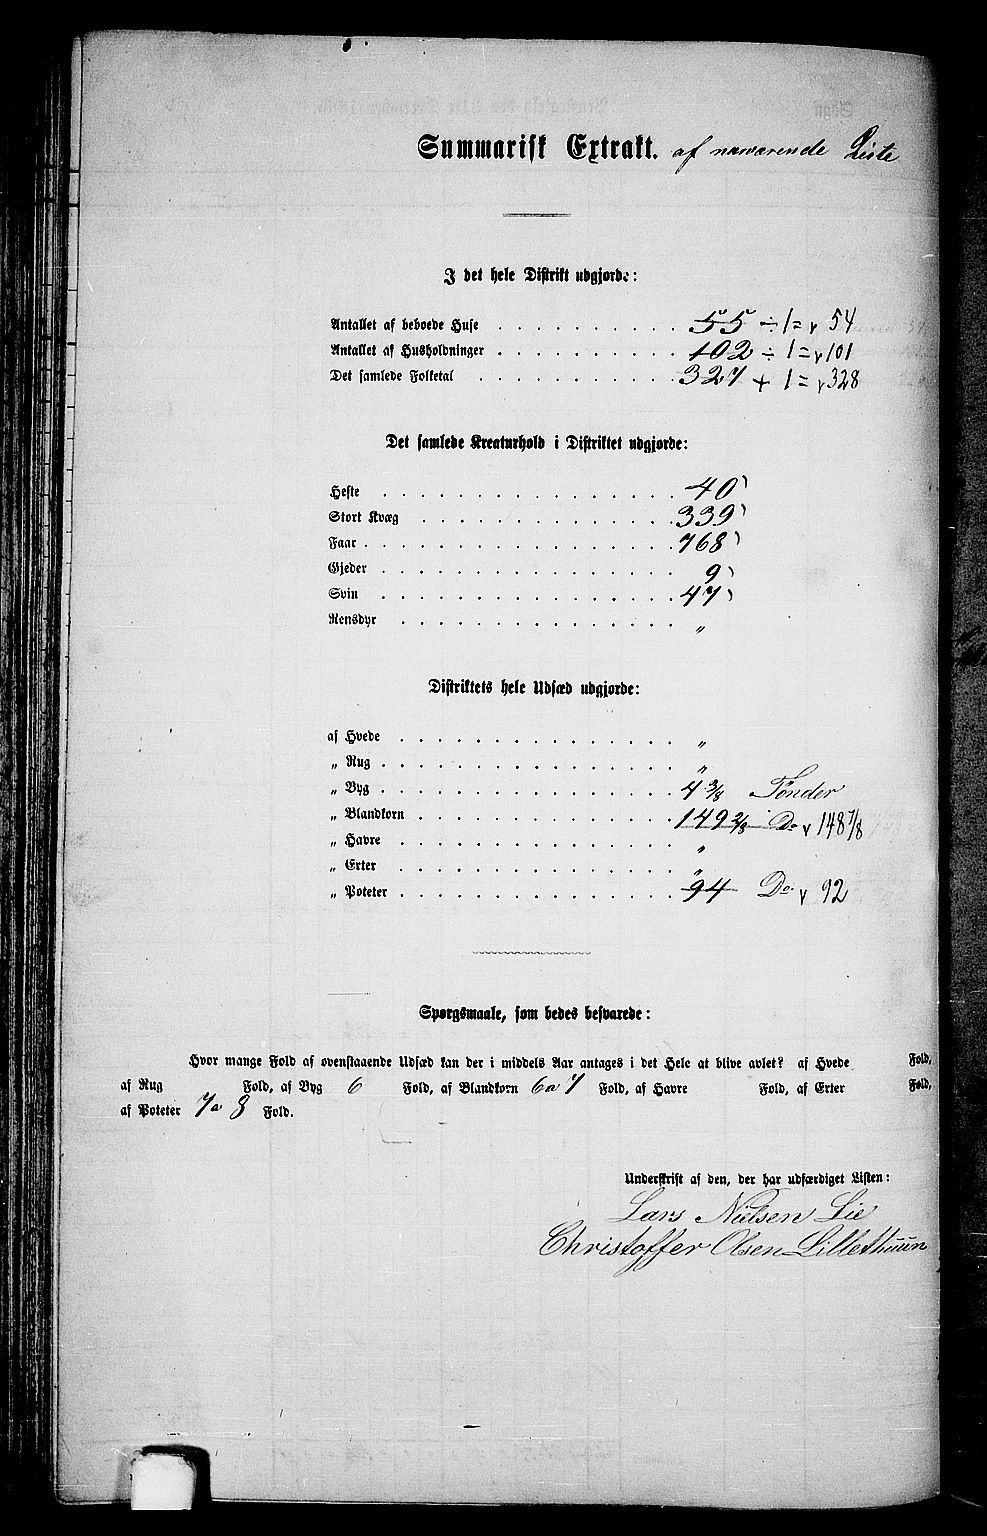 Summarisk Extrakt. af nærværende Liste
I det hele Distrikt udgjorde:
Antallet af beboede Huse . . . 55 ÷ 1 = v 54
Antallet af Husholdninger . . . 102 ÷ 1 = v 101
Det samlede Folketal . . . 327 + 1 = v 328
Det samlede Kreaturhold i Distriktet udgjorde:
Heste . . . 40
Stort Kvæg . . . 339
Faar . . . 768
Gjeder . . . 9
Svin . . . 47
Rensdyr . . . „
Distriktets hele Udsæd udgjorde:
af Hvede . . . „
„ Rug . . . „
„ Byg . . . 4 3/8 Tønder
„ Blandkorn . . . 149 2/8 Do v 148 7/8
„ Havre . . . „
„ Erter . . . „
„ Poteter . . . 94 Do. v 92
Spørgsmaale, som bedes besvarede:
Hvor mange Fold af ovenstaaende Udsæd kan der i middels Aar antages i det Hele at blive avlet? af Hvede Fold,
af Rug Fold, af Byg 6 Fold, af Blandkorn 6 a 7 Fold, af Havre Fold, af Erter Fold,
af Poteter 7 a 8 Fold.
Underskrift af den, der har udfærdiget Listen:
Lars Nielsen Lie
Christoffer Olsen Lillethuun